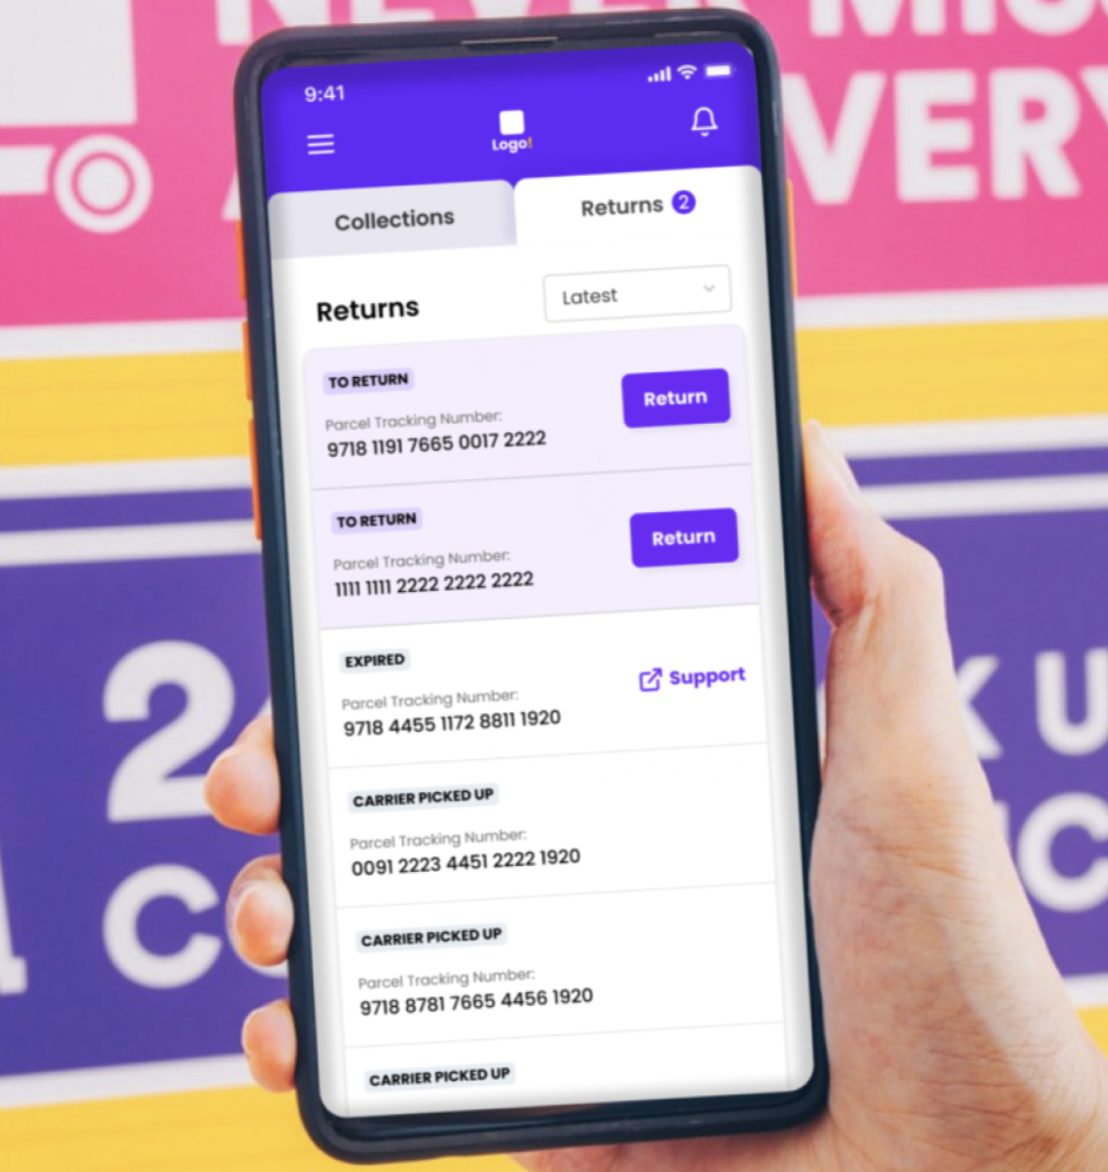 NEVER
VERY
9:41
Logo!
Collections
Returns 2
Returns
Latest
TO RETURN
Return
Parcel Tracking Number:
9718 1191 7665 0017 2222
TO RETURN
Return
Parcel Tracking Number:
1111 1111 2222 2222 2222
EXPIRED
Support
Parcel Tracking Number:
9718 4455 1172 8811 1920
CARRIER PICKED UP
Parcel Tracking Number:
0091 2223 4451 2222 1920
CARRIER PICKED UP
Parcel Tracking Number:
9718 8781 7665 4456 1920
CARRIER PICKED UP